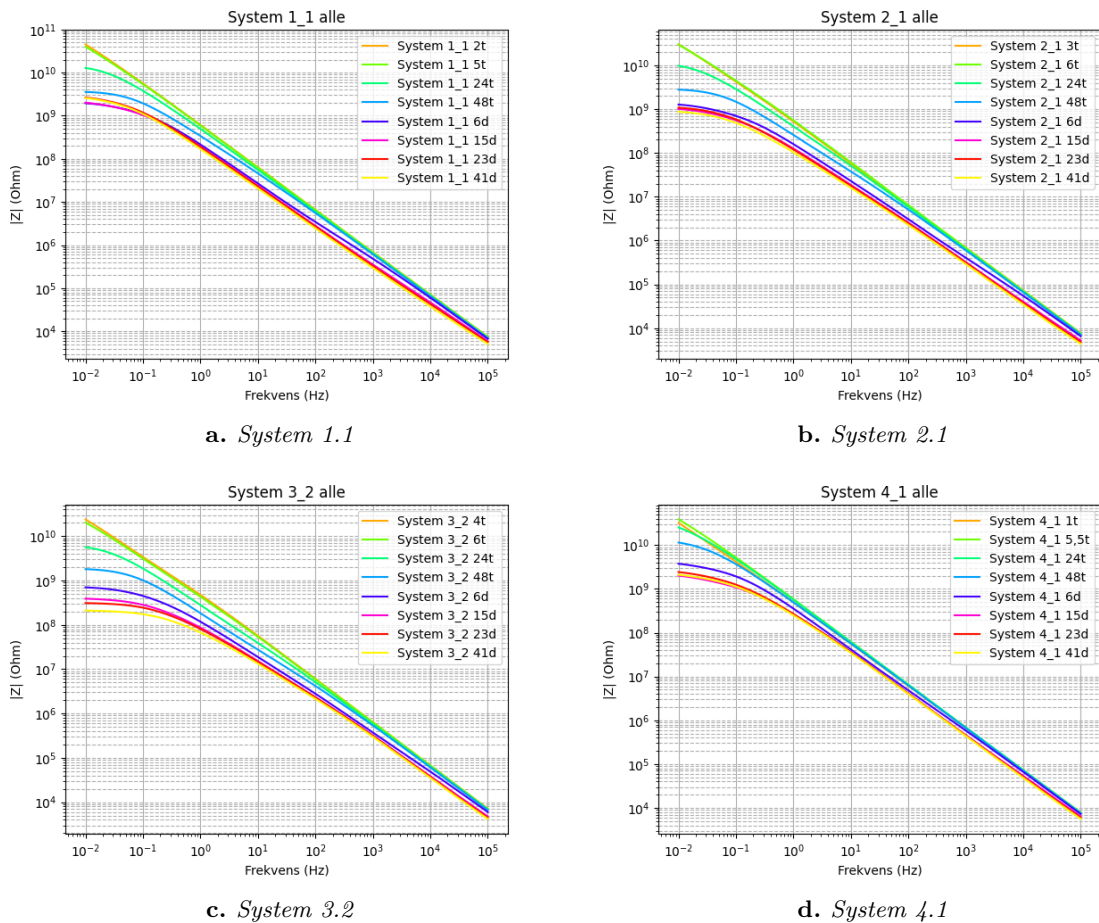 System 1_1 alle
10^11
10^10
10^9
10^8
10^7
10^6
10^5
10^4
|Z| (Ohm)
System 1_1 2t
System 1_1 5t
System 1_1 24t
System 1_1 48t
System 1_1 6d
System 1_1 15d
System 1_1 23d
System 1_1 41d
10^-2 10^-1 10^0 10^1 10^2 10^3 10^4 10^5
Frekvens (Hz)
a. System 1.1
System 2_1 alle
10^10
10^9
10^8
10^7
10^6
10^5
10^4
|Z| (Ohm)
System 2_1 3t
System 2_1 6t
System 2_1 24t
System 2_1 48t
System 2_1 6d
System 2_1 15d
System 2_1 23d
System 2_1 41d
10^-2 10^-1 10^0 10^1 10^2 10^3 10^4 10^5
Frekvens (Hz)
b. System 2.1
System 3_2 alle
10^10
10^9
10^8
10^7
10^6
10^5
10^4
|Z| (Ohm)
System 3_2 4t
System 3_2 6t
System 3_2 24t
System 3_2 48t
System 3_2 6d
System 3_2 15d
System 3_2 23d
System 3_2 41d
10^-2 10^-1 10^0 10^1 10^2 10^3 10^4 10^5
Frekvens (Hz)
c. System 3.2
System 4_1 alle
10^10
10^9
10^8
10^7
10^6
10^5
10^4
|Z| (Ohm)
System 4_1 1t
System 4_1 5,5t
System 4_1 24t
System 4_1 48t
System 4_1 6d
System 4_1 15d
System 4_1 23d
System 4_1 41d
10^-2 10^-1 10^0 10^1 10^2 10^3 10^4 10^5
Frekvens (Hz)
d. System 4.1